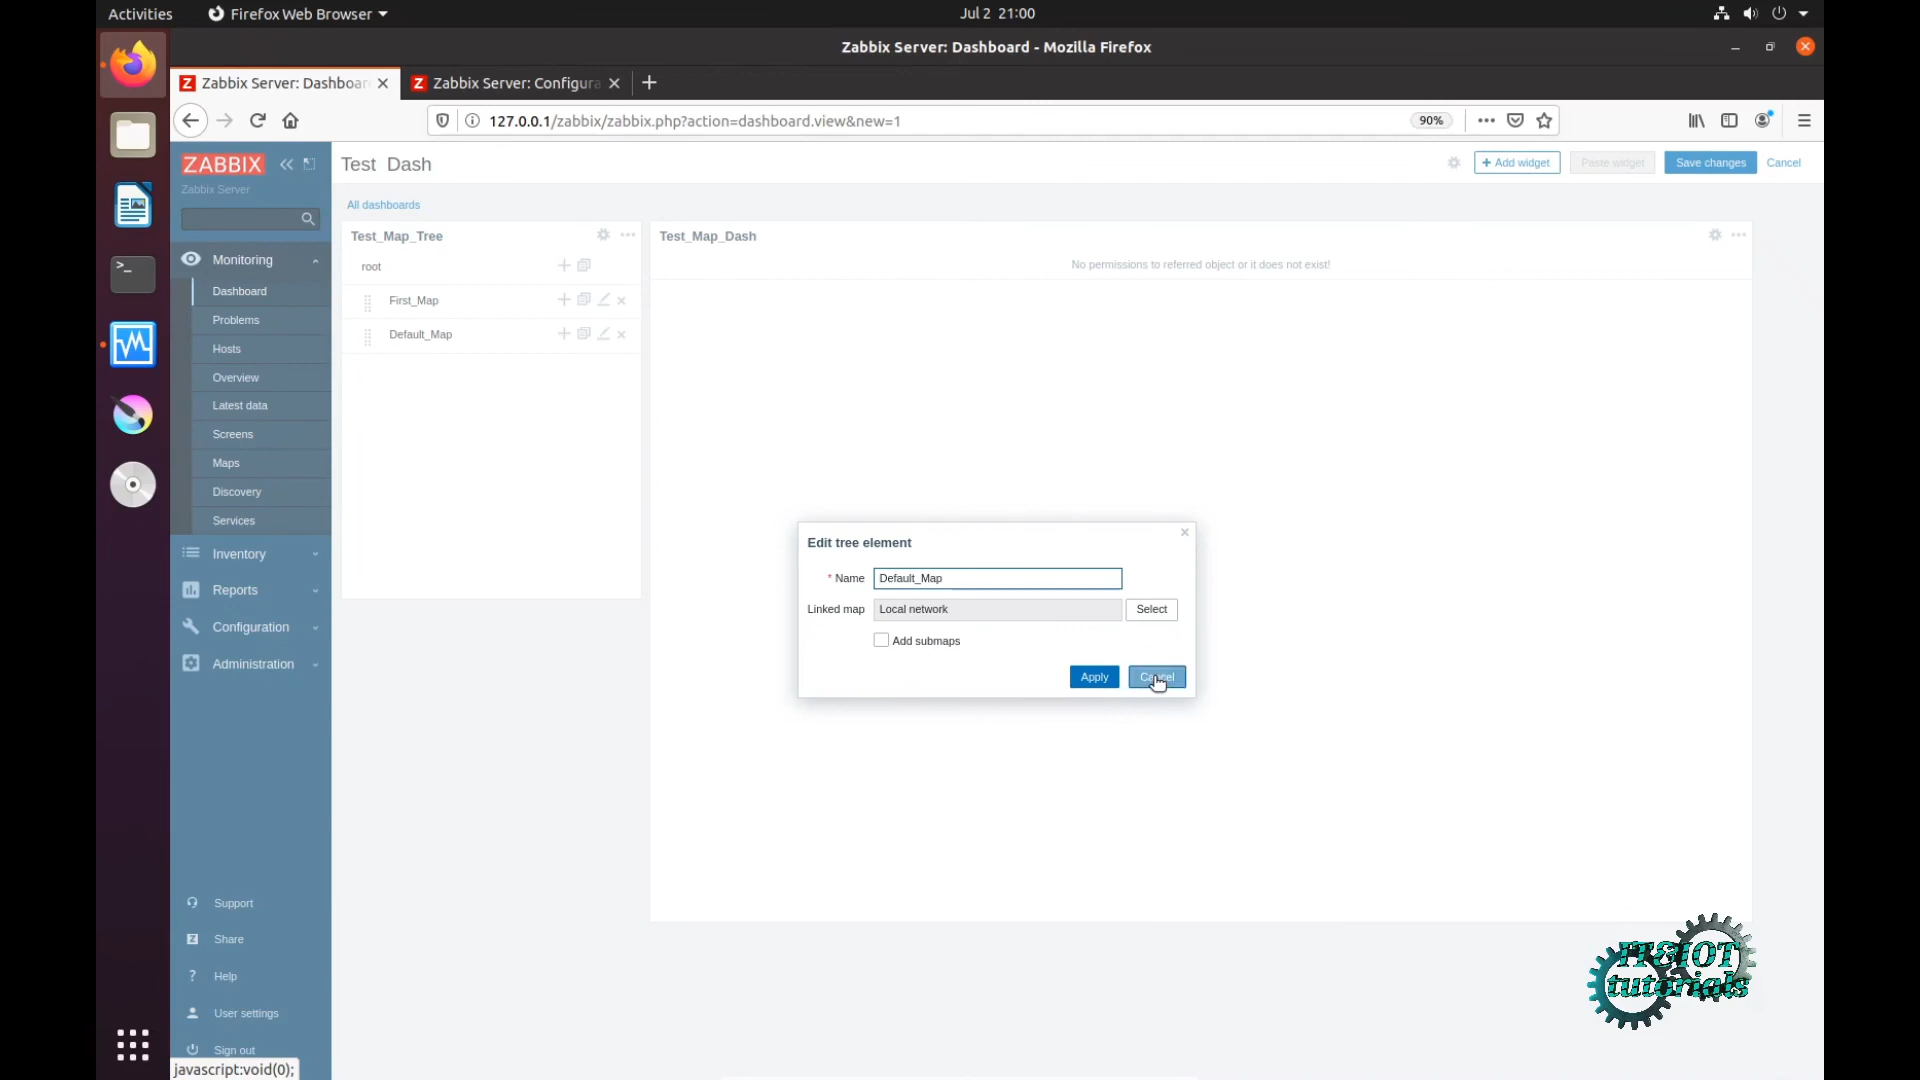 Activities
Firefox Web Browser
Jul 2 21:00
Zabbix Server: Dashboard - Mozilla Firefox
Zabbix Server: Dashboar
Zabbix Server: Configura
127.0.0.1/zabbix/zabbix.php?action=dashboard.view&new=1
90%
ZABBIX
Zabbix Server
Test Dash
+ Add widget
Paste widget
Save changes
Cancel
All dashboards
Monitoring
Dashboard
Problems
Hosts
Overview
Latest data
Screens
Maps
Discovery
Services
Inventory
Reports
Configuration
Administration
Support
Share
Help
User settings
Sign out
javascript:void(0);
Test_Map_Tree
root
First_Map
Default_Map
Test_Map_Dash
No permissions to referred object or it does not exist!
Edit tree element
* Name
Default_Map
Linked map
Local network
Select
Add submaps
Apply
Cancel
IT&IOT
tutorials